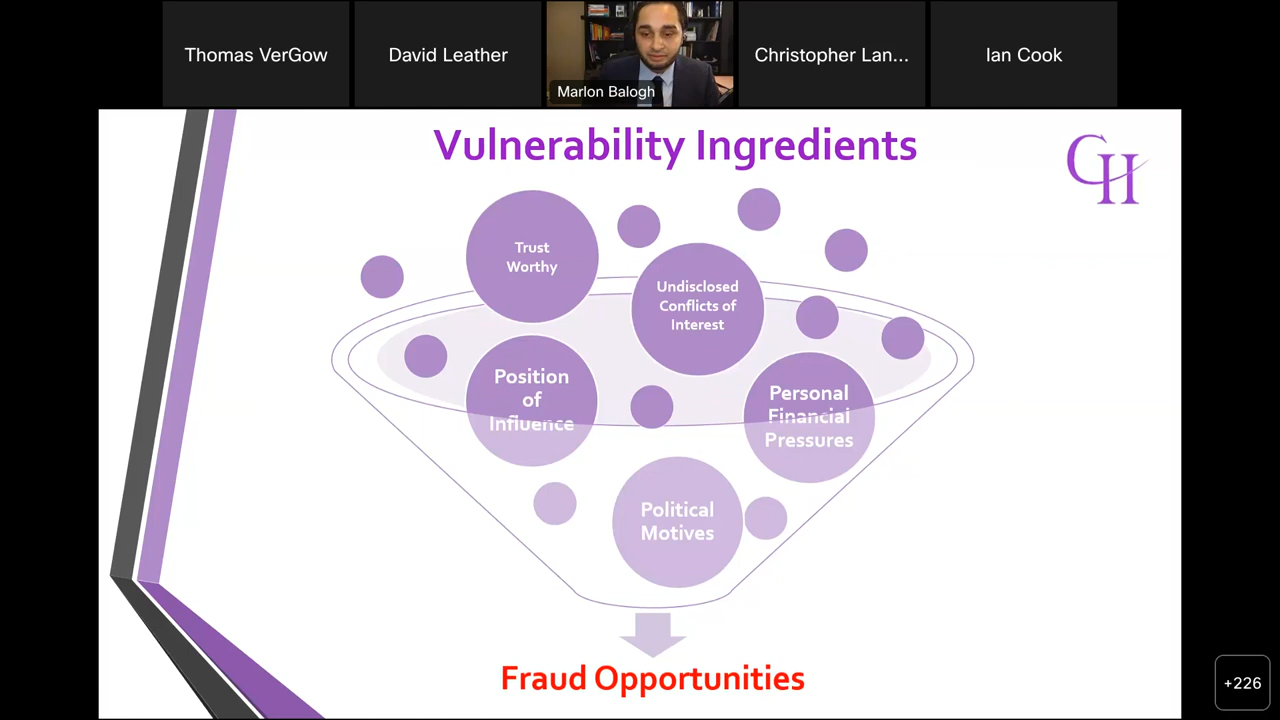 Thomas VerGow
David Leather
Marlon Balogh
Christopher Lan...
Ian Cook
Vulnerability Ingredients
CH
Trust
Worthy
Undisclosed
Conflicts of
Interest
Position
of
Influence
Personal
Financial
Pressures
Political
Motives
Fraud Opportunities
+226